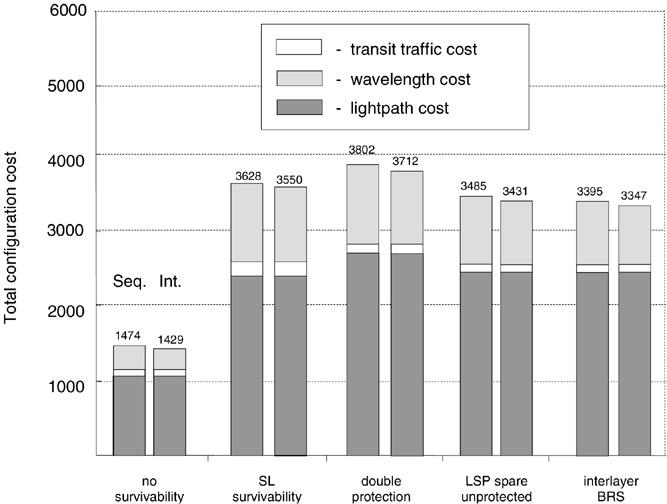 6000
- transit traffic cost
5000
- wavelength cost
- lightpath cost
3802
4000
3712
3628
3550
3485
3431
3395
3347
Total configuration cost
3000
Seq.
Int.
2000
1474
1429
1000
no
survivability
SL
survivability
double
protection
LSP spare
unprotected
interlayer
BRS